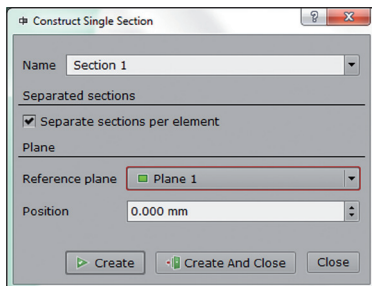 Construct Single Section
Name Section 1
Separated sections
Separate sections per element
Plane
Reference plane Plane 1
Position 0.000 mm
Create Create And Close Close